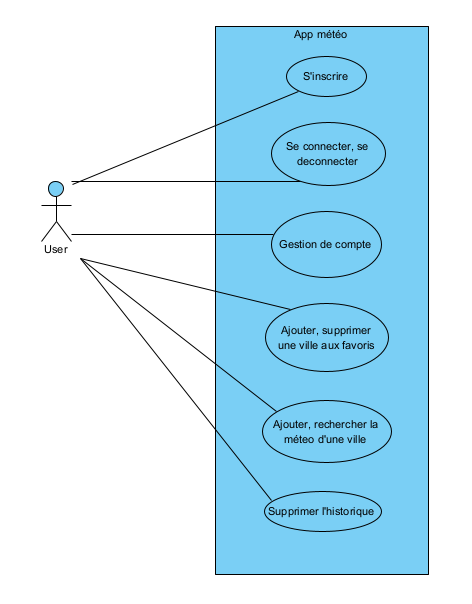 App météo
S'inscrire
Se connecter, se
deconnecter
User
Gestion de compte
Ajouter, supprimer
une ville aux favoris
Ajouter, rechercher la
méteo d'une ville
Supprimer l'historique